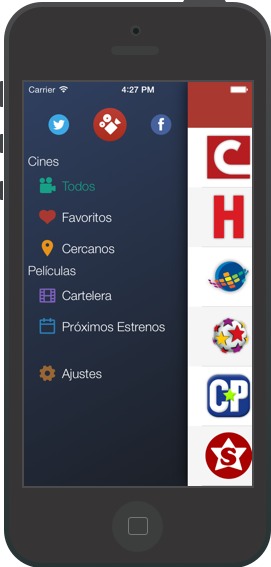 Carrier 4:27 PM
Cines
Todos
Favoritos
Cercanos
Películas
Cartelera
Próximos Estrenos
Ajustes
C
H
CP
S